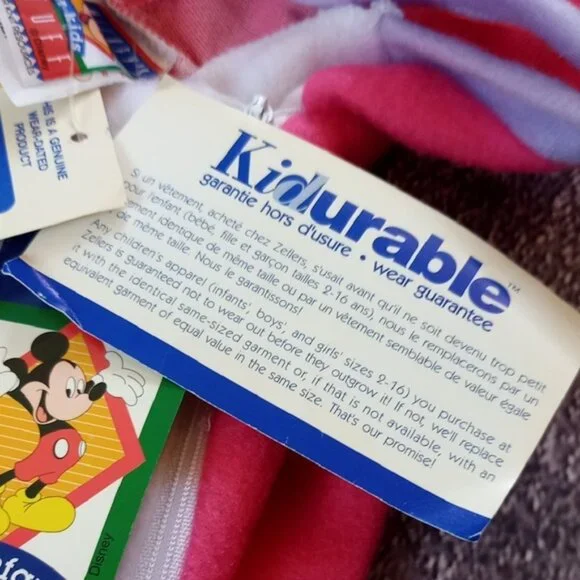 kids
UFF
THIS IS A GENUINE
WEAR-DATED
PRODUCT
Kidurable™
garantie hors d'usure • wear guarantee
Si un vêtement, acheté chez Zellers, s'usait avant qu'il ne soit devenu trop petit
pour l'enfant (bébé, fille et garçon tailles 2-16 ans), nous le remplacerons par un
vêtement identique de même taille ou par un vêtement semblable de valeur égale
de même taille. Nous le garantissons!
Any children's apparel (infants', boys', and girls' sizes 2-16) you purchase at
Zellers is guaranteed not to wear out before they outgrow it! If not, we'll replace
it with the identical same-sized garment or, if that is not available, with an
equivalent garment of equal value in the same size. That's our promise!
Disney